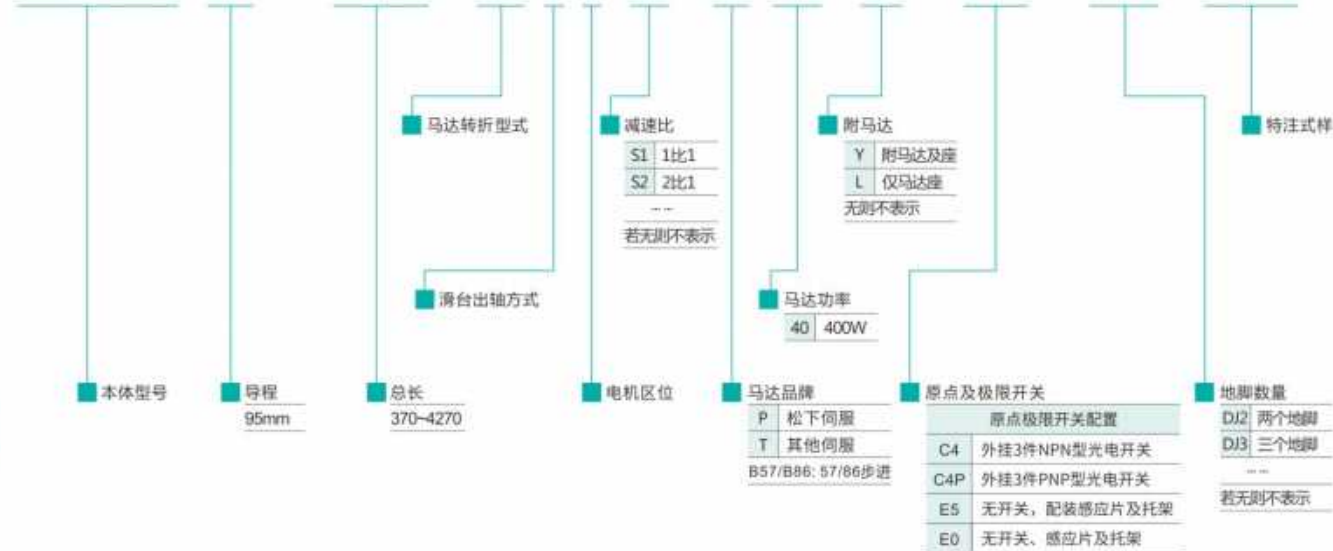 马达转折型式
减速比
S1 1比1
S2 2比1
... ...
若无则不表示
附马达
Y 附马达及座
L 仅马达座
无则不表示
特注式样
滑台出轴方式
马达功率
40 400W
本体型号
导程
95mm
总长
370~4270
电机区位
马达品牌
P 松下伺服
T 其他伺服
B57/B86: 57/86步进
原点及极限开关
原点极限开关配置
C4 外挂3件NPN型光电开关
C4P 外挂3件PNP型光电开关
E5 无开关，配装感应片及托架
E0 无开关、感应片及托架
地脚数量
DJ2 两个地脚
DJ3 三个地脚
... ...
若无则不表示